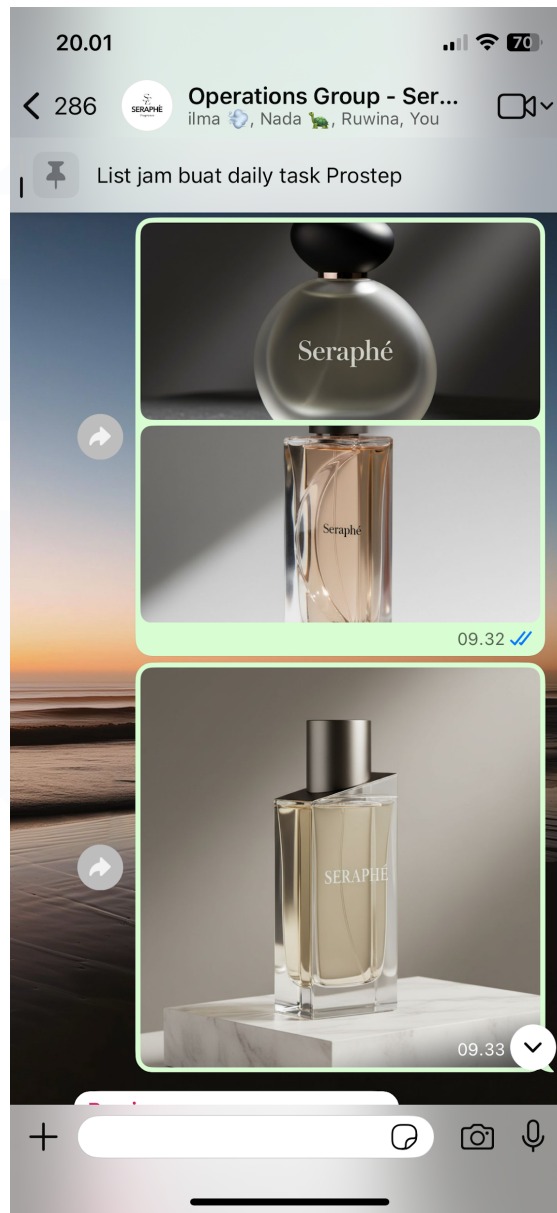 20.01
70
286
SERAPHÈ
Operations Group - Ser...
ilma 💨, Nada 🦕, Ruwina, You
List jam buat daily task Prostep
Seraphé
Seraphé
09.32
SERAPHÉ
09.33